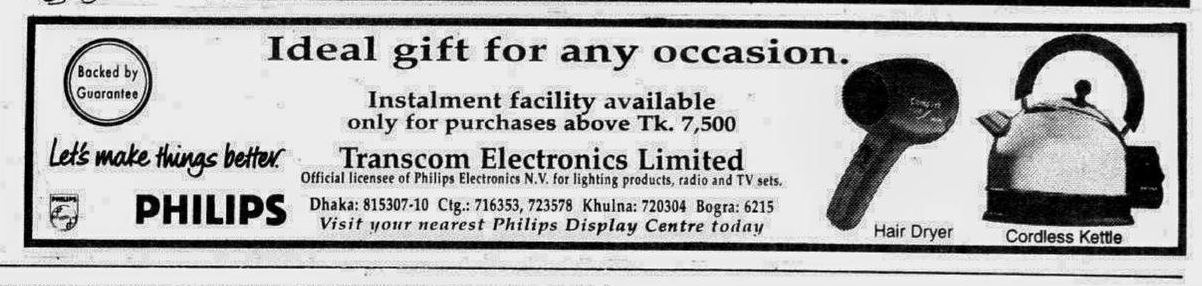 Backed by
Guarantee
Let's make things better.
PHILIPS
PHILIPS
Ideal gift for any occasion.
Instalment facility available
only for purchases above Tk. 7,500
Transcom Electronics Limited
Official licensee of Philips Electronics N.V. for lighting products, radio and TV sets.
Dhaka: 815307-10 Ctg.: 716353, 723578 Khulna: 720304 Bogra: 6215
Visit your nearest Philips Display Centre today
Hair Dryer
Cordless Kettle